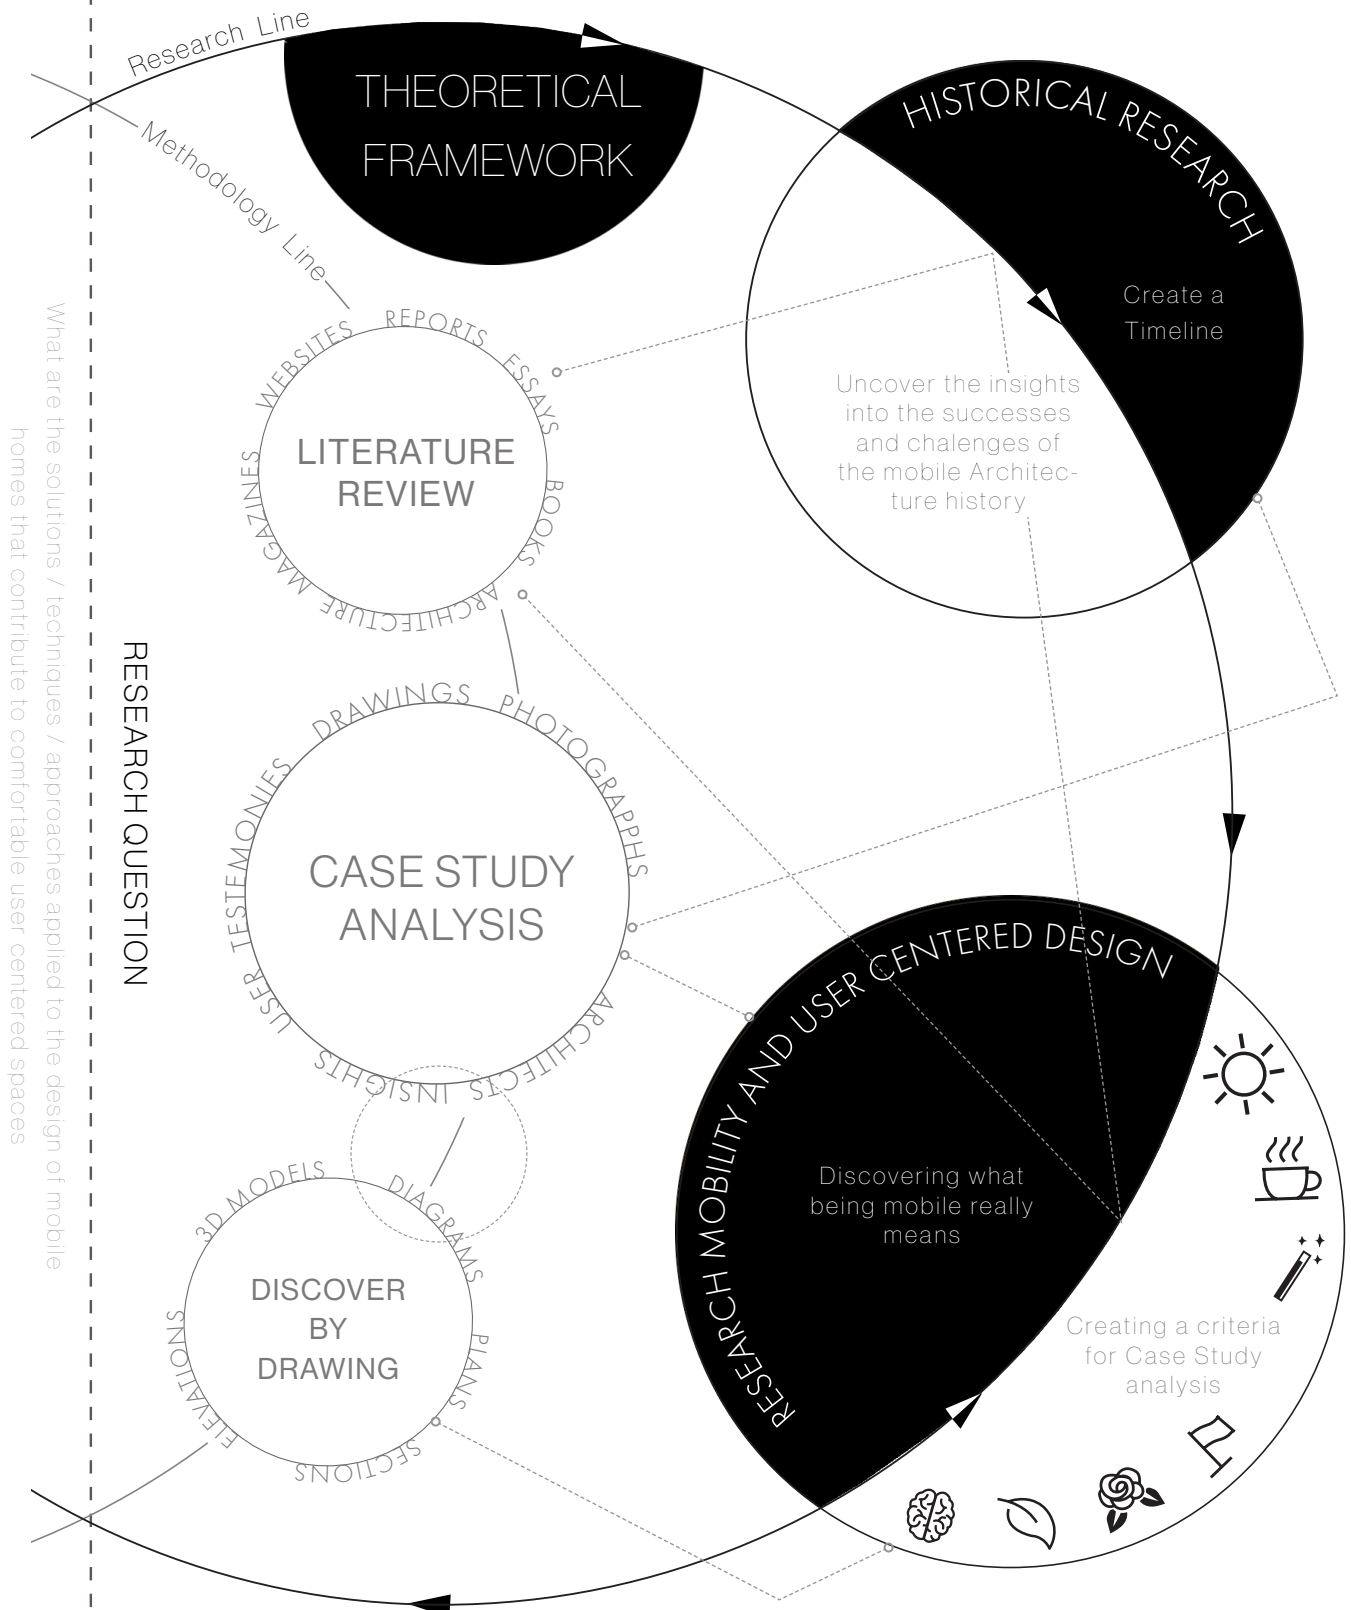 Research Line
Methodology Line
THEORETICAL
FRAMEWORK
HISTORICAL RESEARCH
Create a
Timeline
Uncover the insights
into the successes
and chalenges of
the mobile Architec-
ture history
WEBSITES REPORTS ESSAYS BOOKS ARCHITECTURE MAGAZINES
LITERATURE
REVIEW
What are the solutions / techniques / approaches applied to the design of mobile
homes that contribute to comfortable user centered spaces
RESEARCH QUESTION
DRAWINGS PHOTOGRAPPHS ARCHITECTS INSIGHTS USER TESTEMONIES
CASE STUDY
ANALYSIS
RESEARCH MOBILITY AND USER CENTERED DESIGN
Discovering what
being mobile really
means
Creating a criteria
for Case Study
analysis
3D MODELS DIAGRAMS PLANS SECTIONS ELEVATIONS
DISCOVER
BY
DRAWING